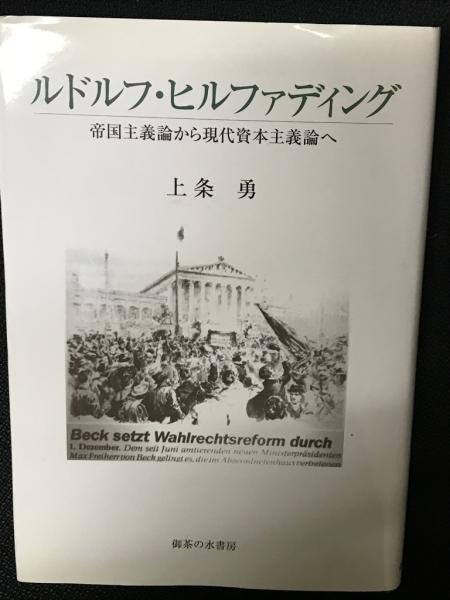 ルドルフ・ヒルファディング
帝国主義論から現代資本主義論へ
上条 勇
Beck setzt Wahlrechtsreform durch
1. Dezember. Dem seit Juni amtierenden neuen Ministerpräsidenten
Max Freiherr von Beck gelingt es, die im Abgeordnetenhaus vertretenen
御茶の水書房